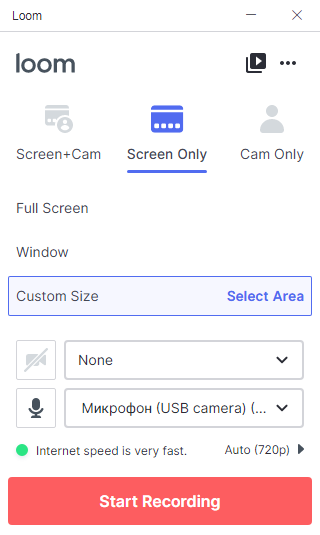 Loom
loom
Screen+Cam
Screen Only
Cam Only
Full Screen
Window
Custom Size
Select Area
None
Микрофон (USB camera) (...
Internet speed is very fast.
Auto (720p)
Start Recording